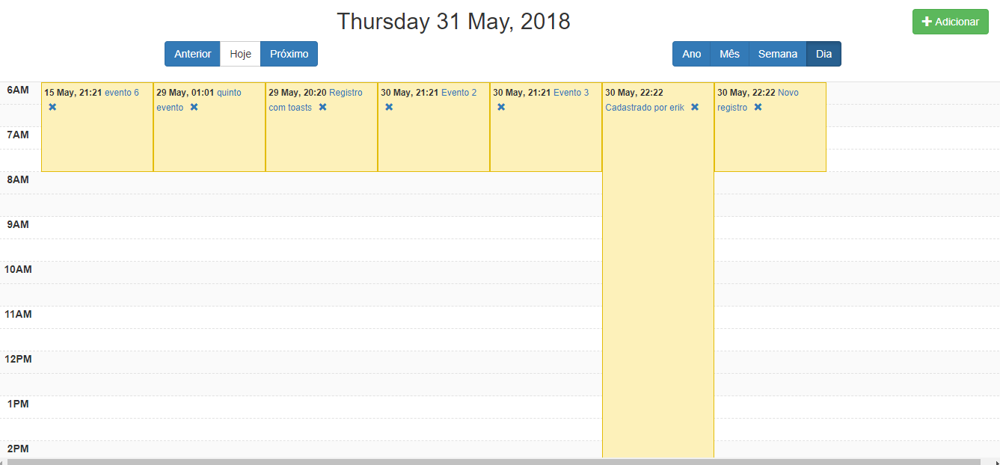 Thursday 31 May, 2018
Adicionar
Anterior Hoje Próximo
Ano Mês Semana Dia
6AM
15 May, 21:21 evento 6
29 May, 01:01 quinto
evento
29 May, 20:20 Registro
com toasts
30 May, 21:21 Evento 2
30 May, 21:21 Evento 3
30 May, 22:22
Cadastrado por erik
30 May, 22:22 Novo
registro
7AM
8AM
9AM
10AM
11AM
12PM
1PM
2PM